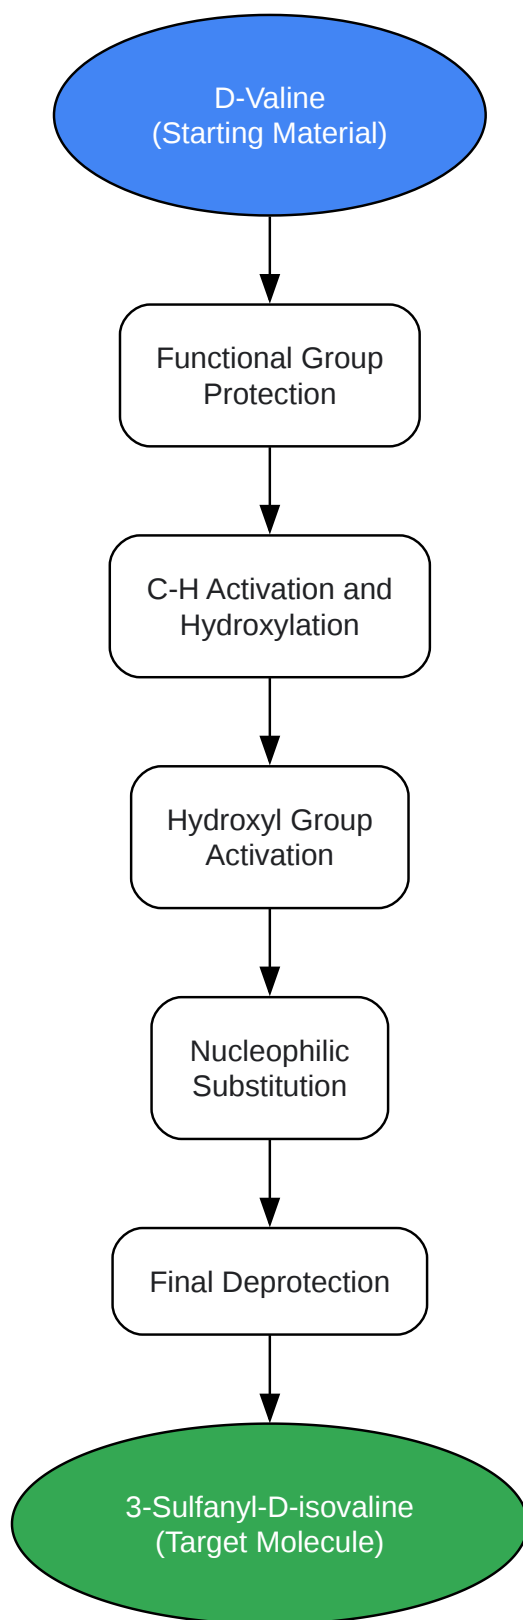 D-Valine
(Starting Material)
Functional Group
Protection
C-H Activation and
Hydroxylation
Hydroxyl Group
Activation
Nucleophilic
Substitution
Final Deprotection
3-Sulfanyl-D-isovaline
(Target Molecule)